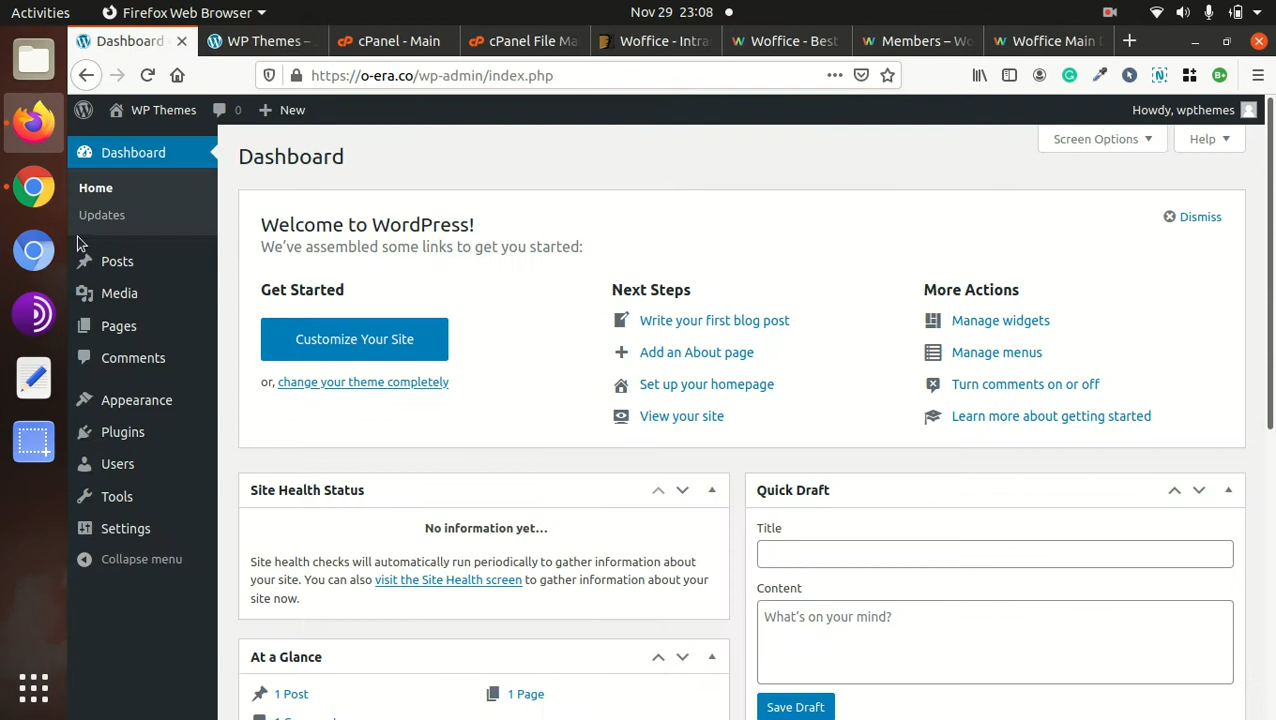 Activities
Firefox Web Browser
Nov 29 23:08
Dashboard
WP Themes –
cPanel - Main
cPanel File Ma
Woffice - Intra
Woffice - Best
Members – Wo
Woffice Main D
https://o-era.co/wp-admin/index.php
WP Themes
0
New
Howdy, wpthemes
Dashboard
Home
Updates
Posts
Media
Pages
Comments
Appearance
Plugins
Users
Tools
Settings
Collapse menu
Dashboard
Screen Options
Help
Welcome to WordPress!
Dismiss
We've assembled some links to get you started:
Get Started
Customize Your Site
or, change your theme completely
Next Steps
Write your first blog post
Add an About page
Set up your homepage
View your site
More Actions
Manage widgets
Manage menus
Turn comments on or off
Learn more about getting started
Site Health Status
No information yet…
Site health checks will automatically run periodically to gather information about
your site. You can also visit the Site Health screen to gather information about your
site now.
At a Glance
1 Post
1 Page
Quick Draft
Title
Content
What's on your mind?
Save Draft